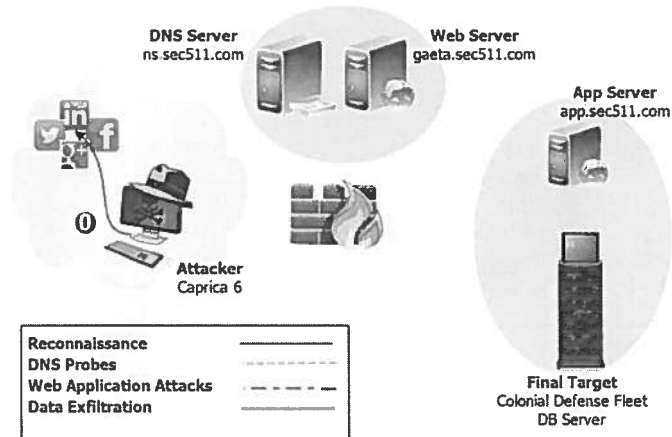 DNS Server
ns.sec511.com
Web Server
gaeta.sec511.com
App Server
app.sec511.com
in
f
0
Attacker
Caprica 6
Reconnaissance
DNS Probes
Web Application Attacks
Data Exfiltration
Final Target
Colonial Defense Fleet
DB Server